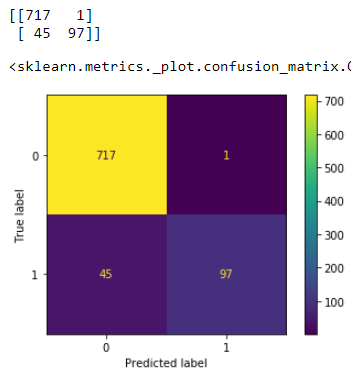 [[717   1]
 [ 45  97]]
<sklearn.metrics._plot.confusion_matrix.
700
0 717 1
600
500
True label
400
300
1 45 97
200
100
0 1
Predicted label